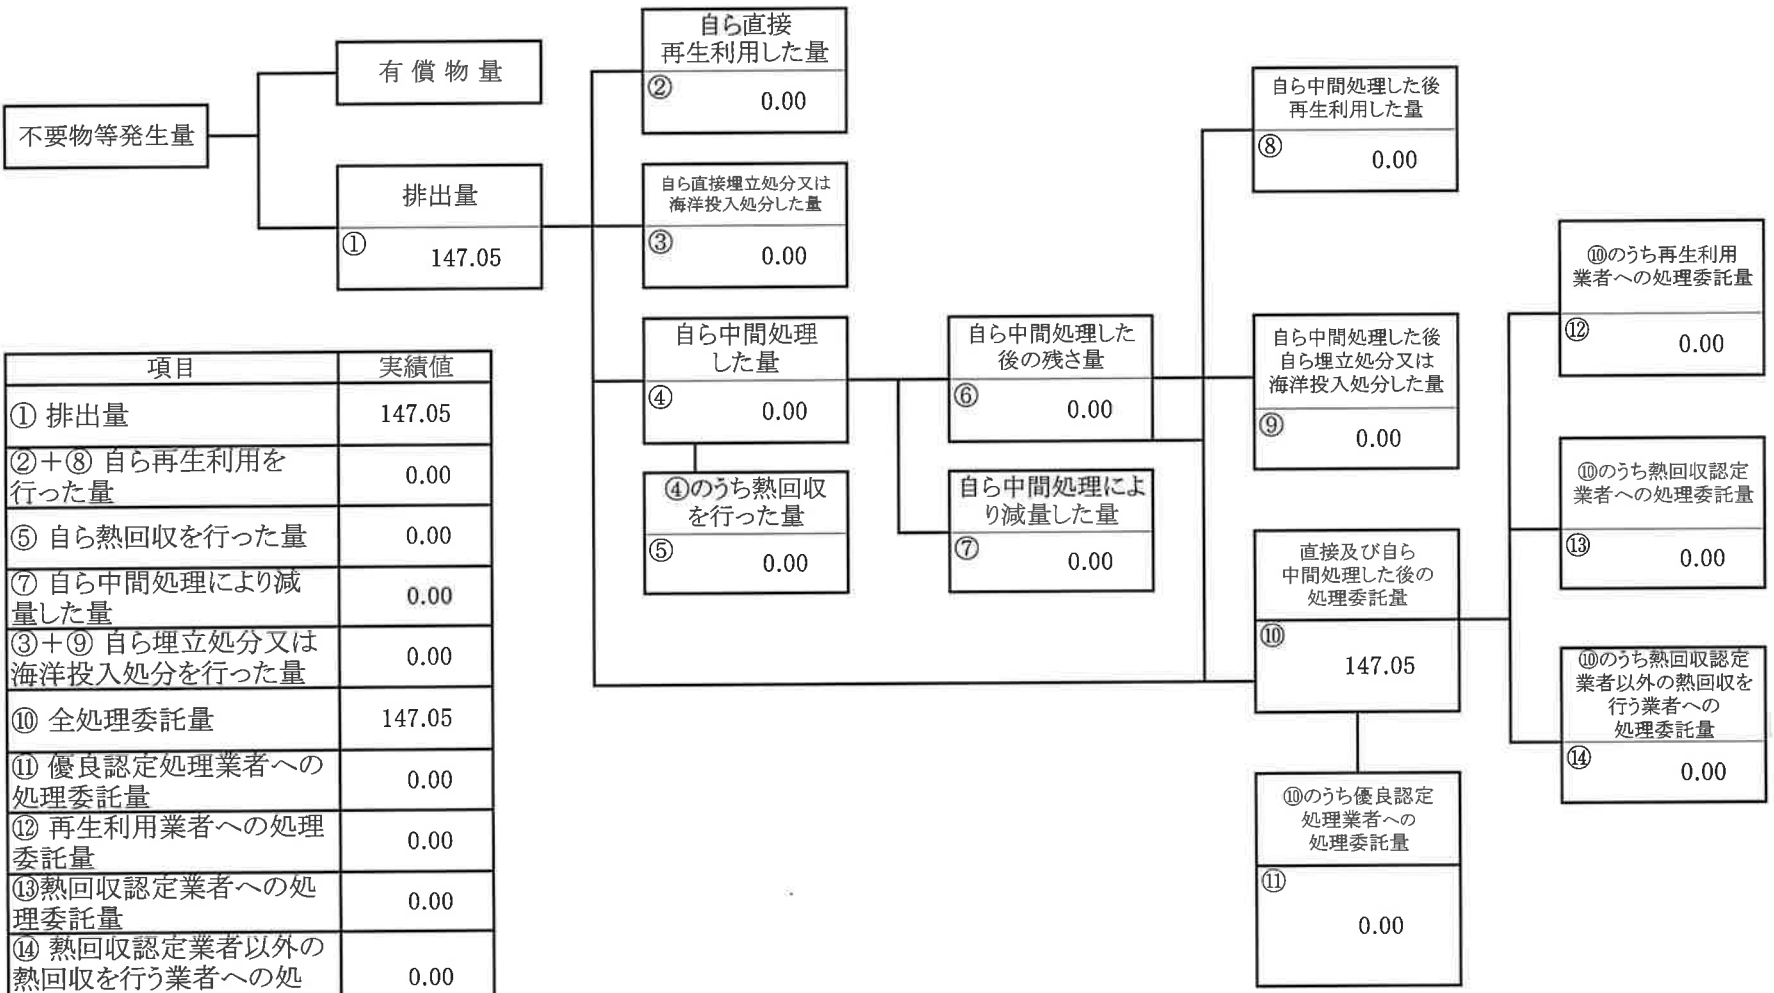 不要物等発生量
有償物量
排出量
①
147.05
自ら直接
再生利用した量
②
0.00
自ら直接埋立処分又は
海洋投入処分した量
③
0.00
自ら中間処理
した量
④
0.00
④のうち熱回収
を行った量
⑤
0.00
自ら中間処理した
後の残さ量
⑥
0.00
自ら中間処理によ
り減量した量
⑦
0.00
自ら中間処理した後
再生利用した量
⑧
0.00
自ら中間処理した後
自ら埋立処分又は
海洋投入処分した量
⑨
0.00
直接及び自ら
中間処理した後の
処理委託量
⑩
147.05
⑩のうち優良認定
処理業者への
処理委託量
⑪
0.00
⑩のうち再生利用
業者への処理委託量
⑫
0.00
⑩のうち熱回収認定
業者への処理委託量
⑬
0.00
⑩のうち熱回収認定
業者以外の熱回収を
行う業者への
処理委託量
⑭
0.00
項目 実績値
① 排出量 147.05
②＋⑧ 自ら再生利用を
行った量 0.00
⑤ 自ら熱回収を行った量 0.00
⑦ 自ら中間処理により減
量した量 0.00
③＋⑨ 自ら埋立処分又は
海洋投入処分を行った量 0.00
⑩ 全処理委託量 147.05
⑪ 優良認定処理業者への
処理委託量 0.00
⑫ 再生利用業者への処理
委託量 0.00
⑬熱回収認定業者への処
理委託量 0.00
⑭ 熱回収認定業者以外の
熱回収を行う業者への処 0.00